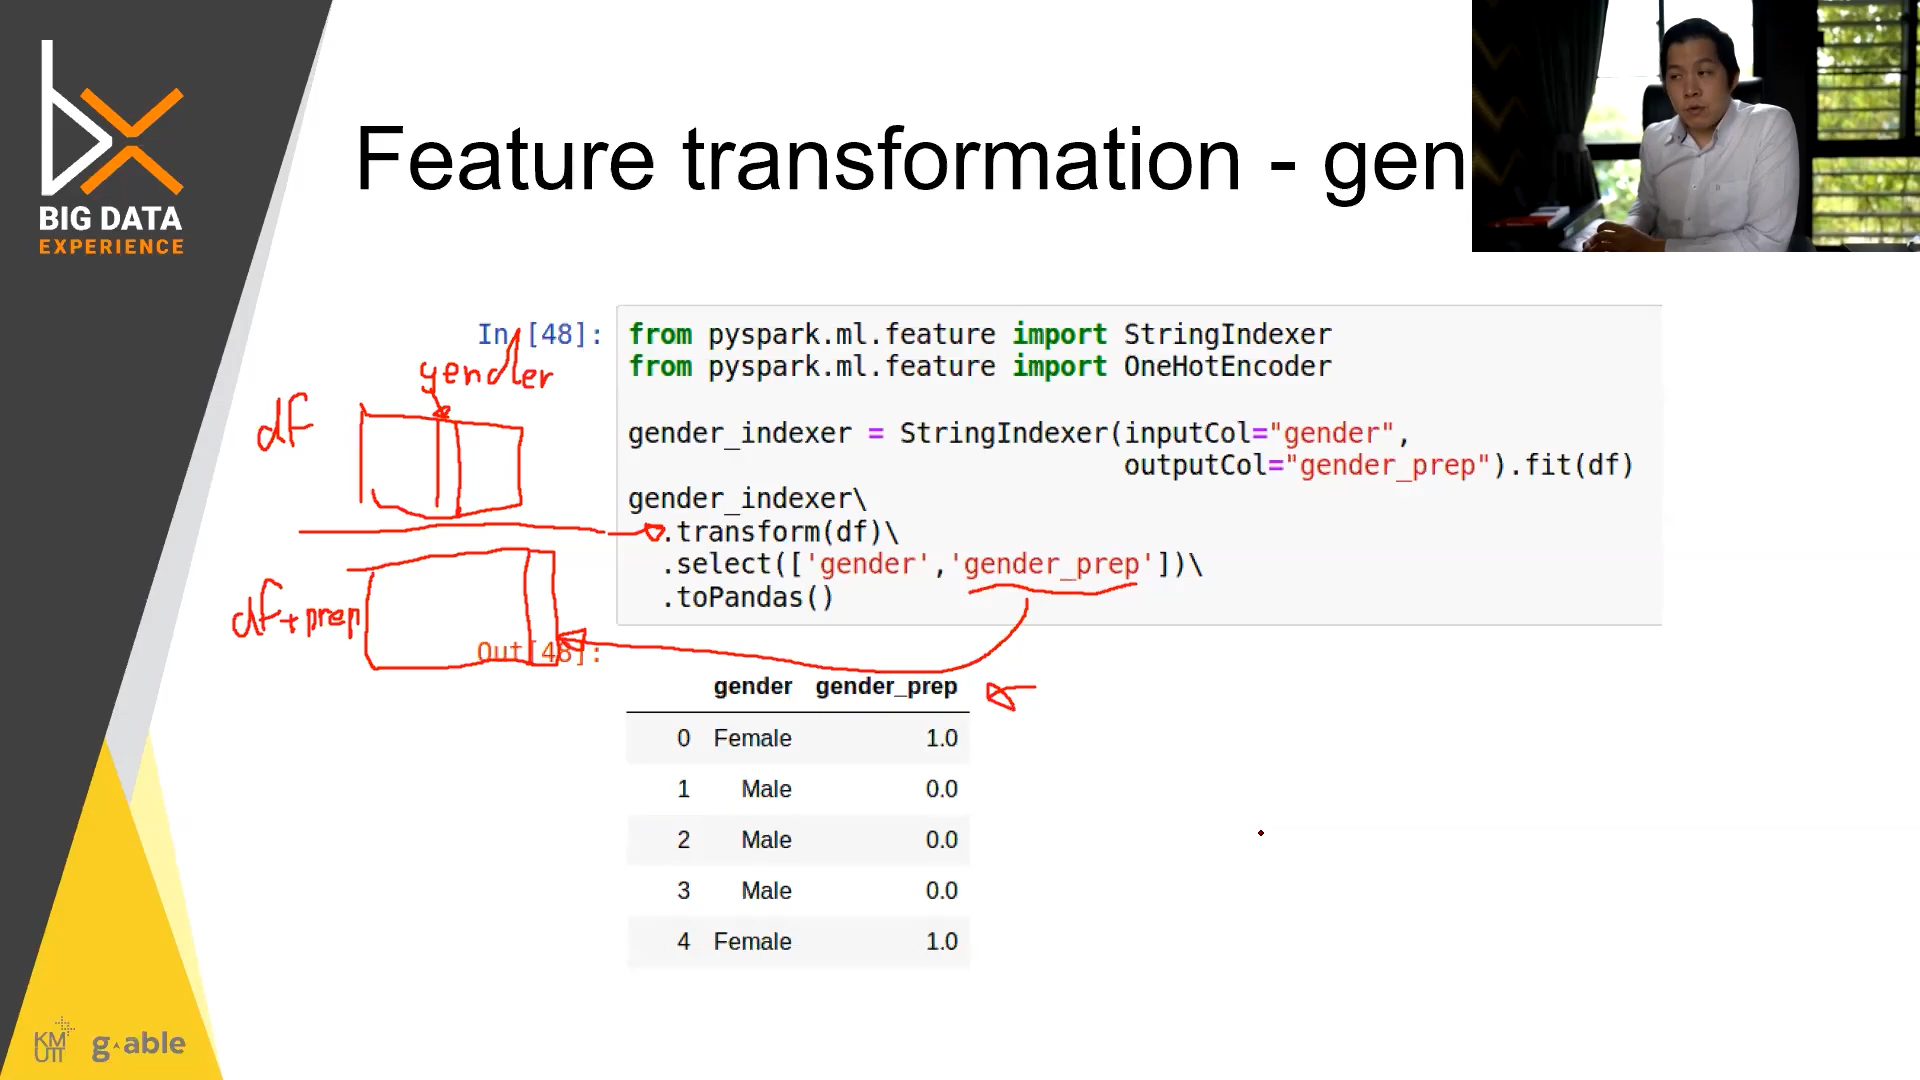 BIG DATA
EXPERIENCE
Feature transformation - gen
In [48]:
from pyspark.ml.feature import StringIndexer
from pyspark.ml.feature import OneHotEncoder
gender_indexer = StringIndexer(inputCol="gender",
outputCol="gender_prep").fit(df)
gender_indexer\
.transform(df)\
.select(['gender','gender_prep'])\
.toPandas()
gender
df
df+prep
Out[48]:
gender gender_prep
0 Female 1.0
1 Male 0.0
2 Male 0.0
3 Male 0.0
4 Female 1.0
KM
UTT
g-able